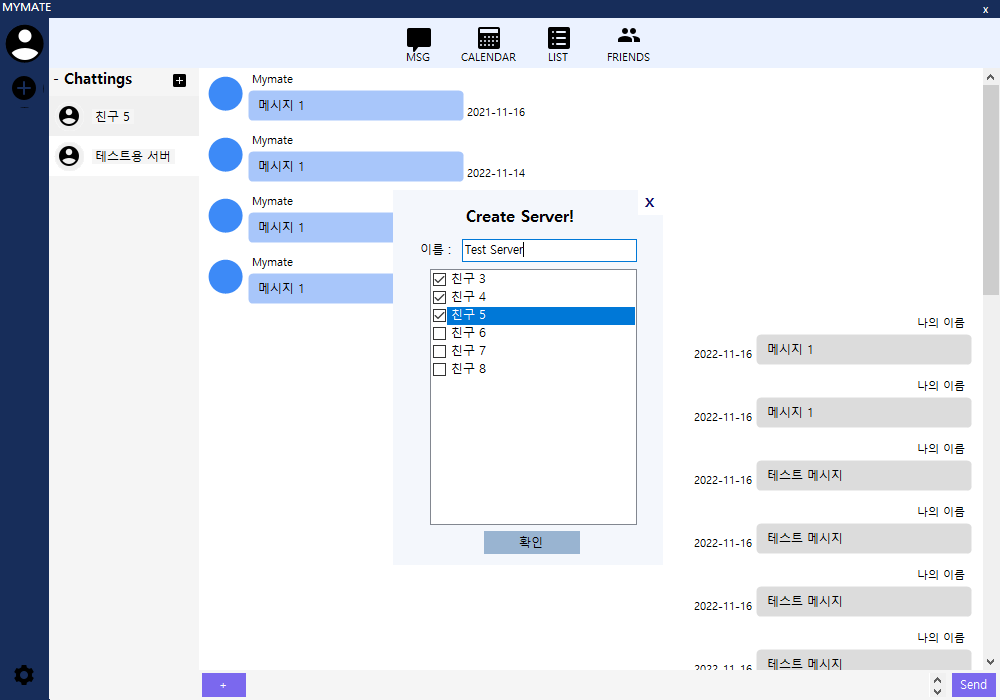 MYMATE
x
MSG
CALENDAR
LIST
FRIENDS
- Chattings
친구 5
테스트용 서버
Mymate
메시지 1
2021-11-16
Mymate
메시지 1
2022-11-14
Mymate
메시지 1
Mymate
메시지 1
X
Create Server!
이름 :
Test Server
친구 3
친구 4
친구 5
친구 6
친구 7
친구 8
확인
나의 이름
2022-11-16
메시지 1
나의 이름
2022-11-16
메시지 1
나의 이름
2022-11-16
테스트 메시지
나의 이름
2022-11-16
테스트 메시지
나의 이름
2022-11-16
테스트 메시지
나의 이름
2022-11-16
테스트 메시지
+
Send